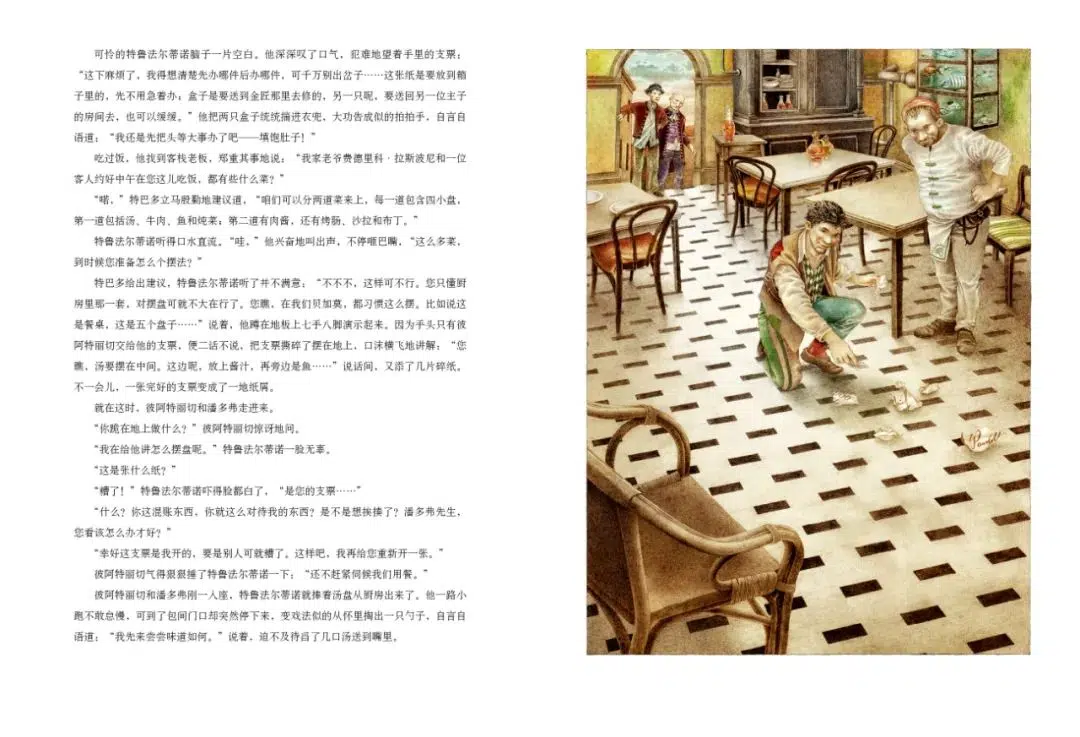 可怜的特鲁法尔蒂诺脑子一片空白。他深深叹了口气，犯难地望着手里的支票：
“这下麻烦了，我得想清楚先办哪件后办哪件，可千万别出岔子……这张纸是要放到箱
子里的，先不用急着办；盒子是要送到金匠那里去修的，另一只呢，要送回另一位主子
的房间去，也可以缓缓。”他把两只盒子统统揣进衣兜，大功告成似的拍拍手，自言自
语道：“我还是先把头等大事办了吧——填饱肚子！”
吃过饭，他找到客栈老板，郑重其事地说：“我家老爷费德里科·拉斯波尼和一位
客人约好中午在您这儿吃饭，都有些什么菜？”
“喏，”特巴多立马殷勤地建议道，“咱们可以分两道菜来上，每一道包含四小盘，
第一道包括汤、牛肉、鱼和炖菜；第二道有肉酱，还有烤肠、沙拉和布丁。”
特鲁法尔蒂诺听得口水直流。“哇，”他兴奋地叫出声，不停咂巴嘴，“这么多菜，
到时候您准备怎么个摆法？”
特巴多给出建议，特鲁法尔蒂诺听了并不满意：“不不不，这样可不行。您只懂厨
房里那一套，对摆盘可就不大在行了。您瞧，在我们贝加莫，都习惯这么摆。比如说这
是餐桌，这是五个盘子……”说着，他蹲在地板上七手八脚演示起来。因为手头只有彼
阿特丽切交给他的支票，便二话不说，把支票撕碎了摆在地上，口沫横飞地讲解：“您
瞧，汤要摆在中间。这边呢，放上酱汁，再旁边是鱼……”说话间，又添了几片碎纸。
不一会儿，一张完好的支票变成了一地纸屑。
就在这时，彼阿特丽切和潘多弗走进来。
“你跪在地上做什么？”彼阿特丽切惊讶地问。
“我在给他讲怎么摆盘呢。”特鲁法尔蒂诺一脸无辜。
“这是张什么纸？”
“糟了！”特鲁法尔蒂诺吓得脸都白了，“是您的支票……”
“什么？你这混账东西，你就这么对待我的东西？是不是想挨揍了？潘多弗先生，
您看该怎么办才好？”
“幸好这支票是我开的，要是别人可就糟了。这样吧，我再给您重新开一张。”
彼阿特丽切气得狠狠捶了特鲁法尔蒂诺一下：“还不赶紧伺候我们用餐。”
彼阿特丽切和潘多弗刚一入座，特鲁法尔蒂诺就捧着汤盘从厨房出来了。他一路小
跑不敢怠慢，可到了包间门口却突然停下来，变戏法似的从怀里掏出一只勺子，自言自
语道：“我先来尝尝味道如何。”说着，迫不及待舀了几口汤送到嘴里。